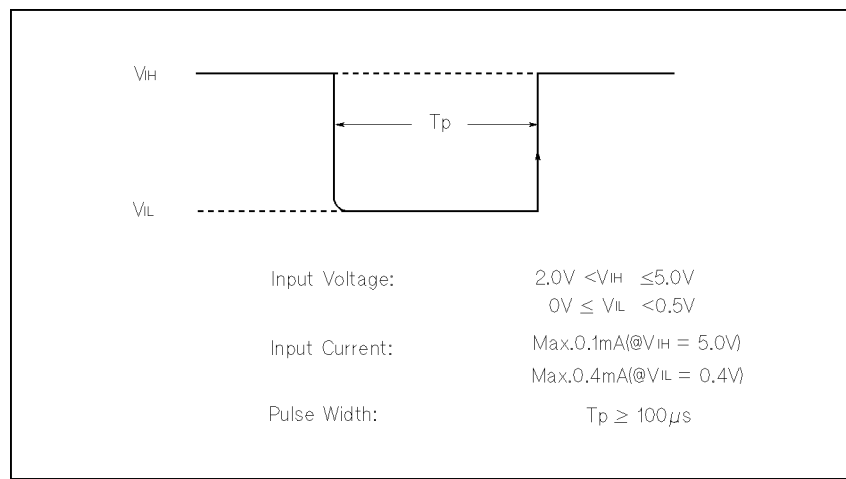 VIH
Tp
VIL
Input Voltage: 2.0V <VIH ≤5.0V
0V ≤ VIL <0.5V
Input Current: Max.0.1mA(@VIH = 5.0V)
Max.0.4mA(@VIL = 0.4V)
Pulse Width: Tp ≥ 100μs